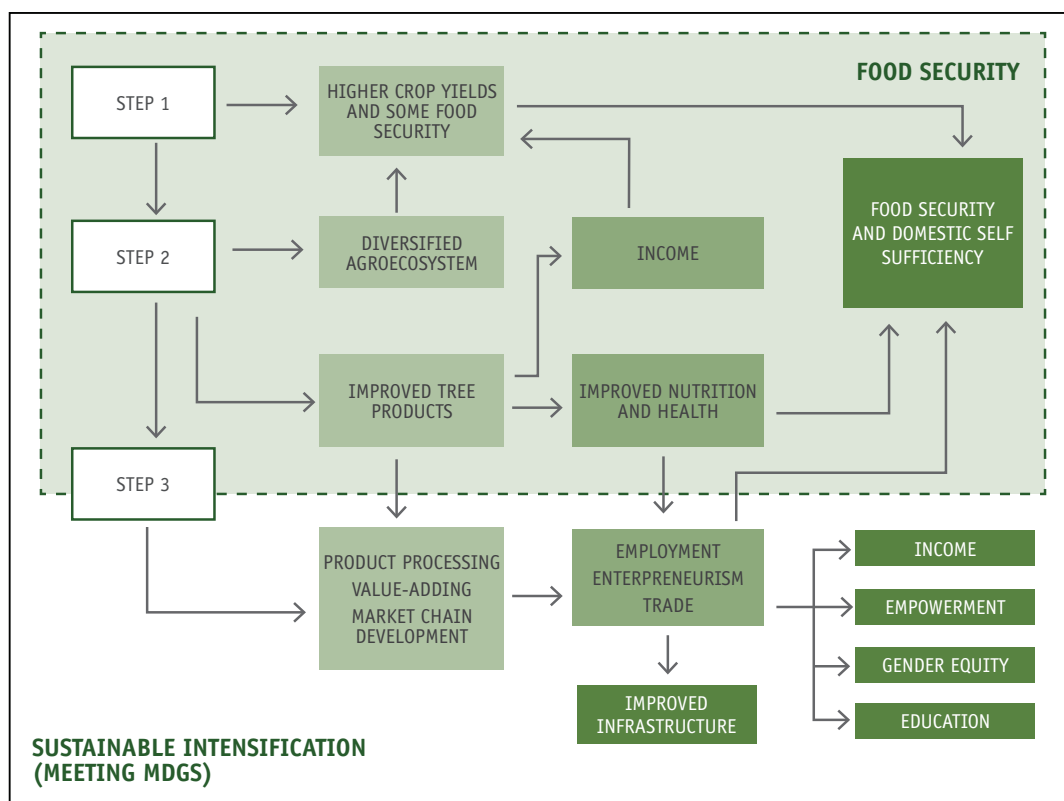 FOOD SECURITY
STEP 1
HIGHER CROP YIELDS
AND SOME FOOD
SECURITY
FOOD SECURITY
AND DOMESTIC SELF
SUFFICIENCY
STEP 2
DIVERSIFIED
AGROECOSYSTEM
INCOME
IMPROVED TREE
PRODUCTS
IMPROVED NUTRITION
AND HEALTH
STEP 3
PRODUCT PROCESSING
VALUE-ADDING
MARKET CHAIN
DEVELOPMENT
EMPLOYMENT
ENTERPRENEURISM
TRADE
INCOME
EMPOWERMENT
GENDER EQUITY
EDUCATION
IMPROVED
INFRASTRUCTURE
SUSTAINABLE INTENSIFICATION
(MEETING MDGS)